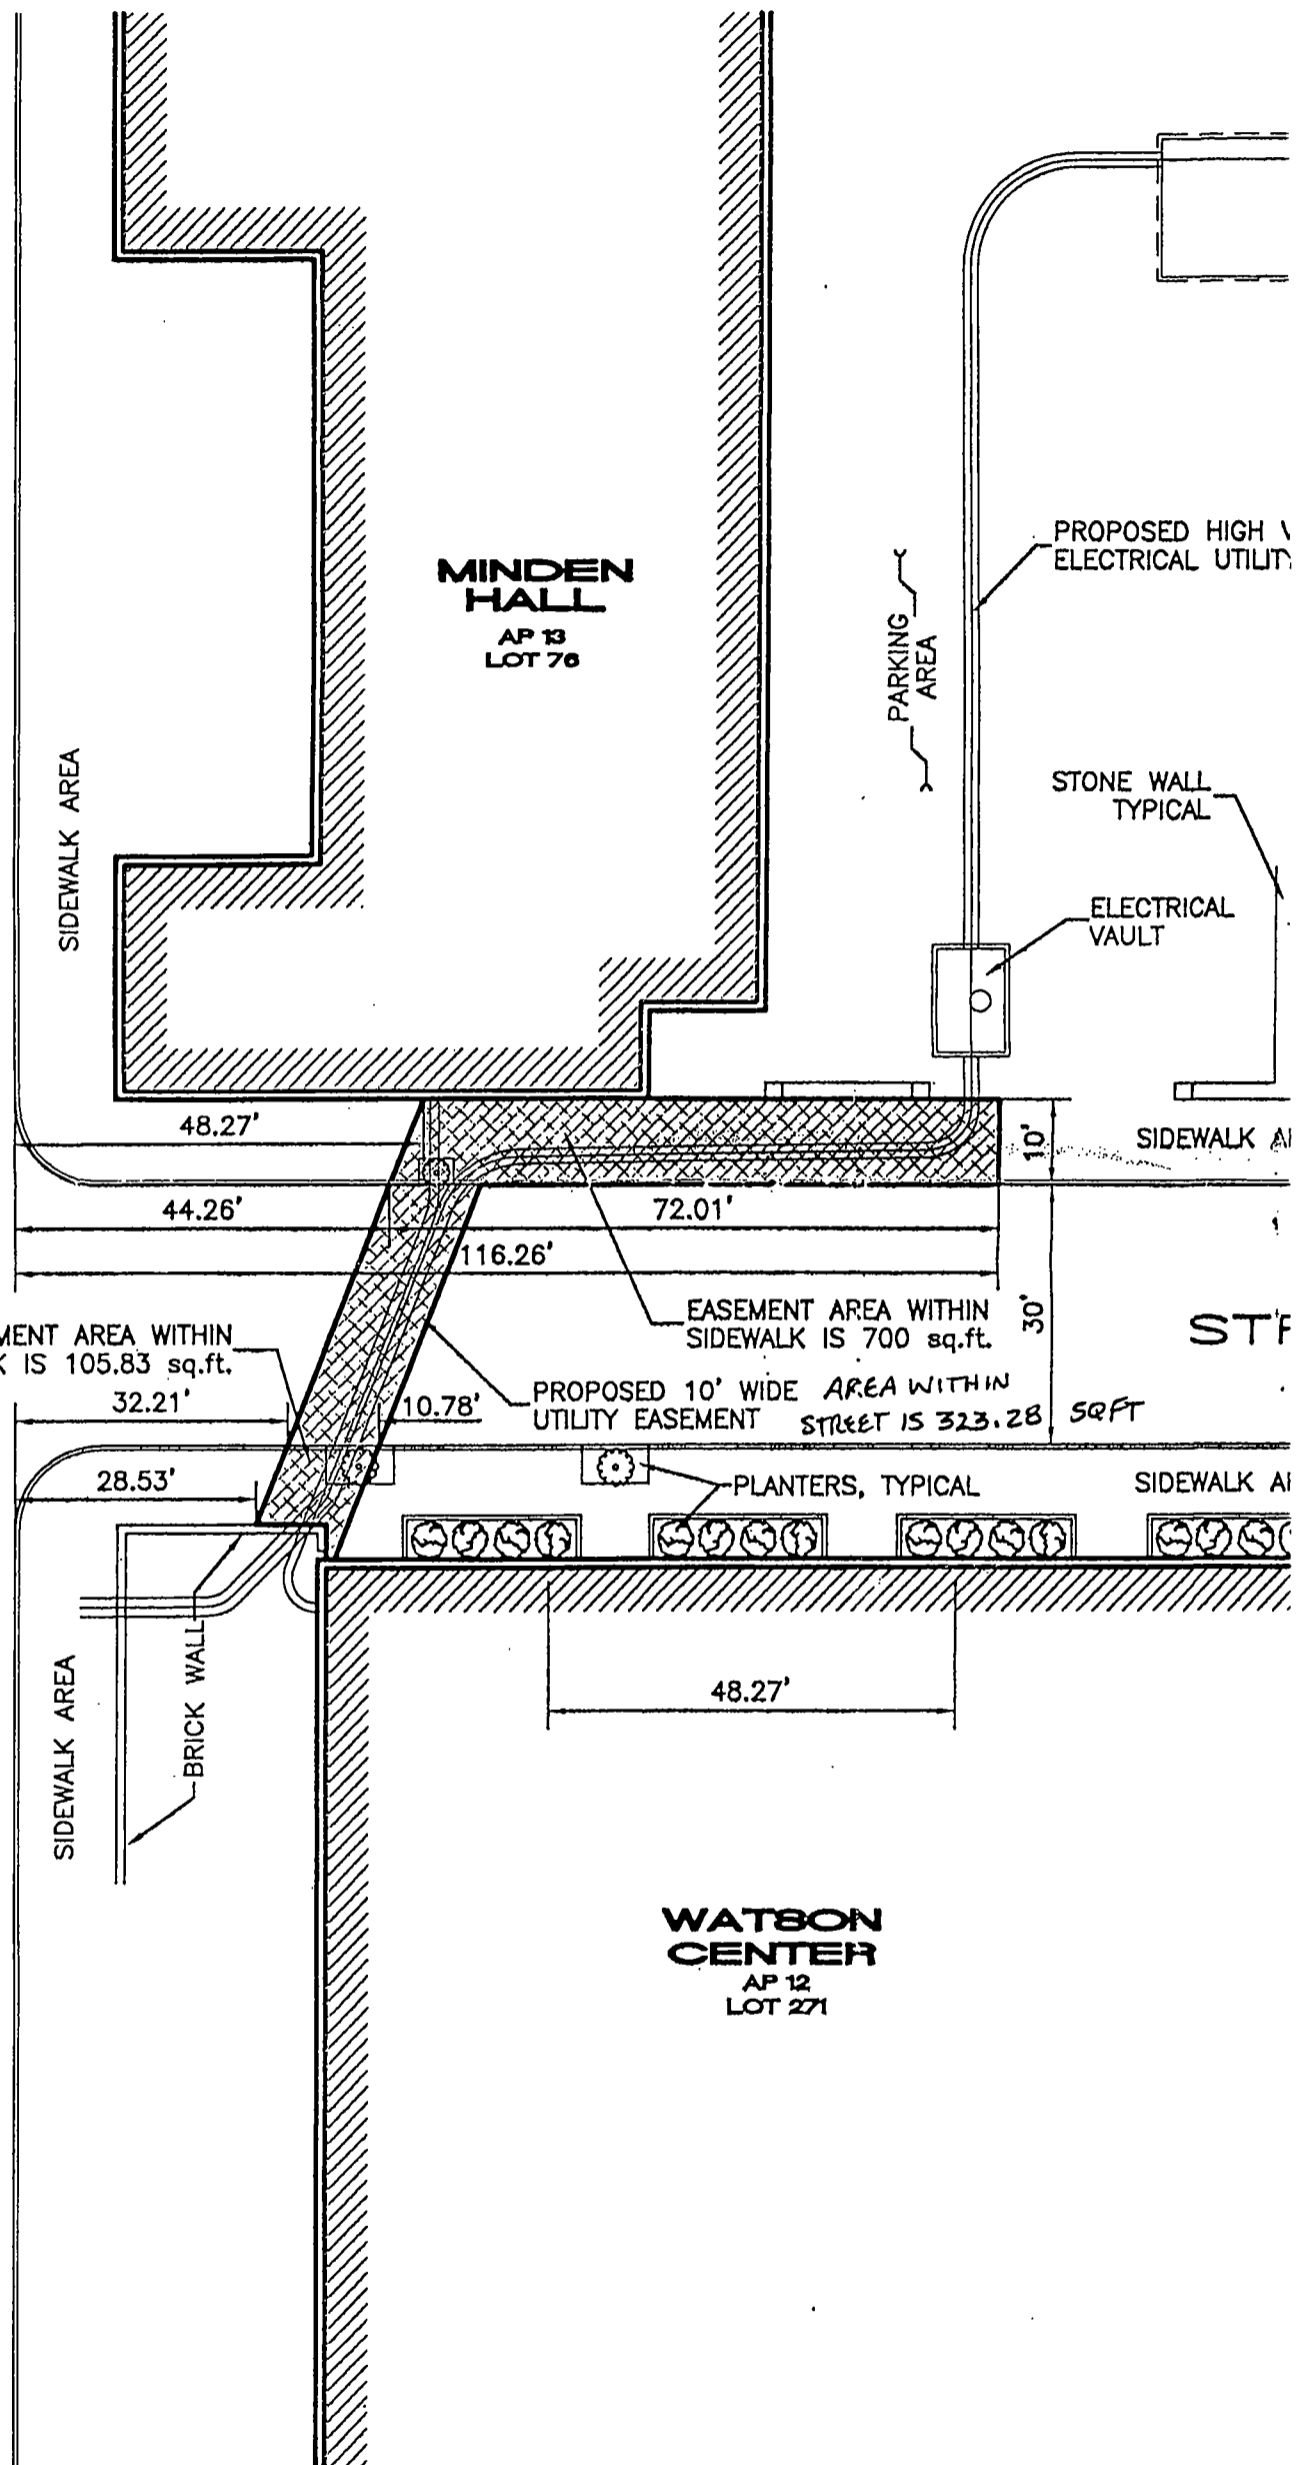 PROPOSED HIGH
ELECTRICAL UTILITY
MINDEN
HALL
AP 13
LOT 76
PARKING
AREA
STONE WALL
TYPICAL
SIDEWALK AREA
ELECTRICAL
VAULT
48.27'
10'
SIDEWALK
44.26'
72.01'
116.26'
EASEMENT AREA WITHIN
SIDEWALK IS 700 sq.ft.
30'
MENT AREA WITHIN
K IS 105.83 sq.ft.
32.21'
10.78'
PROPOSED 10' WIDE AREA WITHIN
UTILITY EASEMENT STREET IS 323.28 SQFT
28.53'
PLANTERS, TYPICAL
SIDEWALK
SIDEWALK AREA
BRICK WALL
48.27'
WATSON
CENTER
AP 12
LOT 271